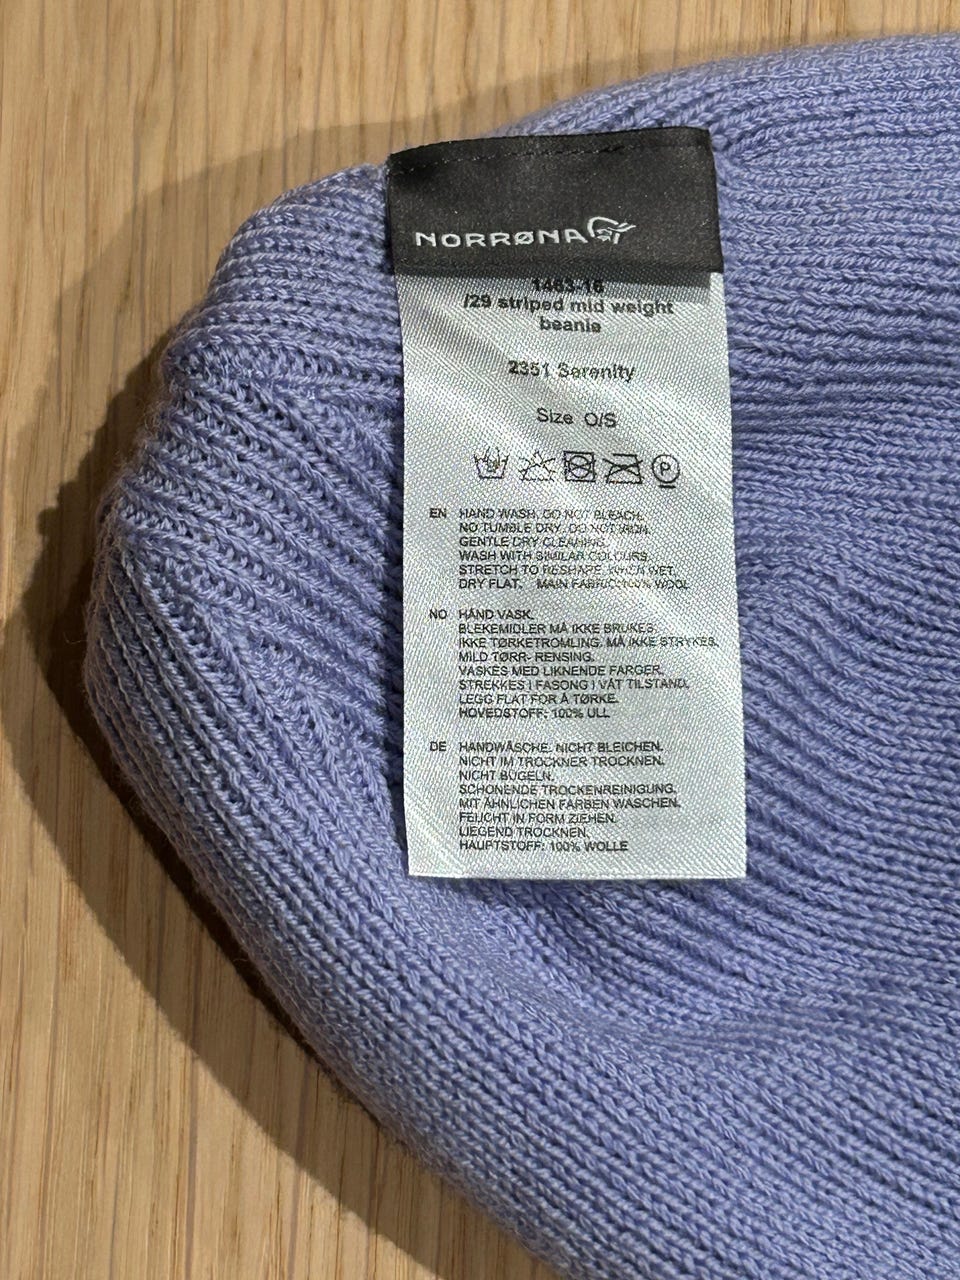 NORRØNA
1463-16
/29 striped mid weight
beanie
2351 Serenity
Size O/S
P
EN HAND WASH. DO NOT BLEACH.
NO TUMBLE DRY. DO NOT IRON.
GENTLE DRY CLEANING.
WASH WITH SIMILAR COLOURS.
STRETCH TO RESHAPE WHEN WET.
DRY FLAT. MAIN FABRIC:100% WOOL
NO HÅND VASK.
BLEKEMIDLER MÅ IKKE BRUKES.
IKKE TØRKETROMLING. MÅ IKKE STRYKES.
MILD TØRR- RENSING.
VASKES MED LIKNENDE FARGER.
STREKKES I FASONG I VÅT TILSTAND.
LEGG FLAT FOR Å TØRKE.
HOVEDSTOFF: 100% ULL
DE HANDWÄSCHE. NICHT BLEICHEN.
NICHT IM TROCKNER TROCKNEN.
NICHT BÜGELN.
SCHONENDE TROCKENREINIGUNG.
MIT ÄHNLICHEN FARBEN WASCHEN.
FEUCHT IN FORM ZIEHEN.
LIEGEND TROCKNEN.
HAUPTSTOFF: 100% WOLLE